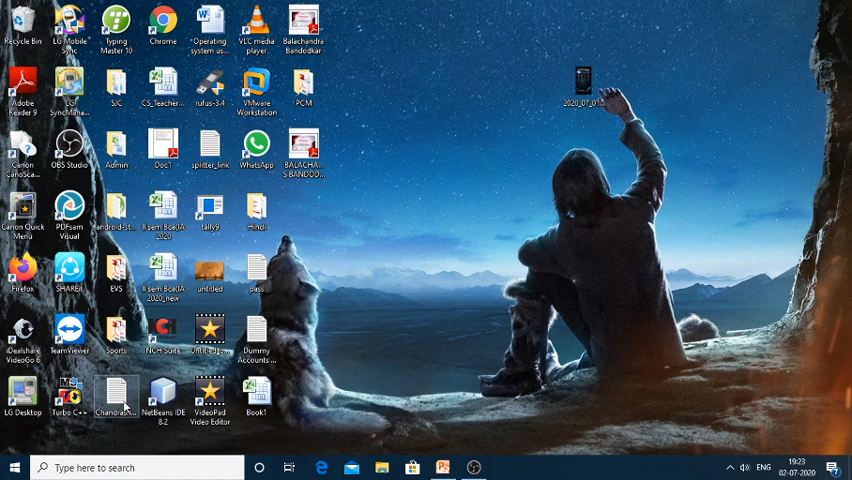 Recycle Bin
LG Mobile
Sync
Typing
Master 10
Chrome
Operating
system us...
VLC media
player
Balachandra
Bandodkar
Adobe
Reader 9
LG
SyncMana...
SJC
CS_Teacher...
rufus-3.4
VMware
Workstation
PCM
2020_07_01
Canon
CanoSca...
OBS Studio
Admin
Doc1
splitter_link
WhatsApp
BALACHA...
S BANDOD...
Canon Quick
Menu
PDFsam
Visual
android-st...
II sem Bca(IA
2020
tally9
Hindi
Firefox
SHAREit
EVS
II sem Bca(IA
2020_new
untitled
pass
iDealshare
VideoGo 6
TeamViewer
Sports
NCH Suite
Dummy
Accounts ...
LG Desktop
Turbo C++
Chandras...
NetBeans IDE
8.2
VideoPad
Video Editor
Book1
Type here to search
ENG
19:23
02-07-2020
7